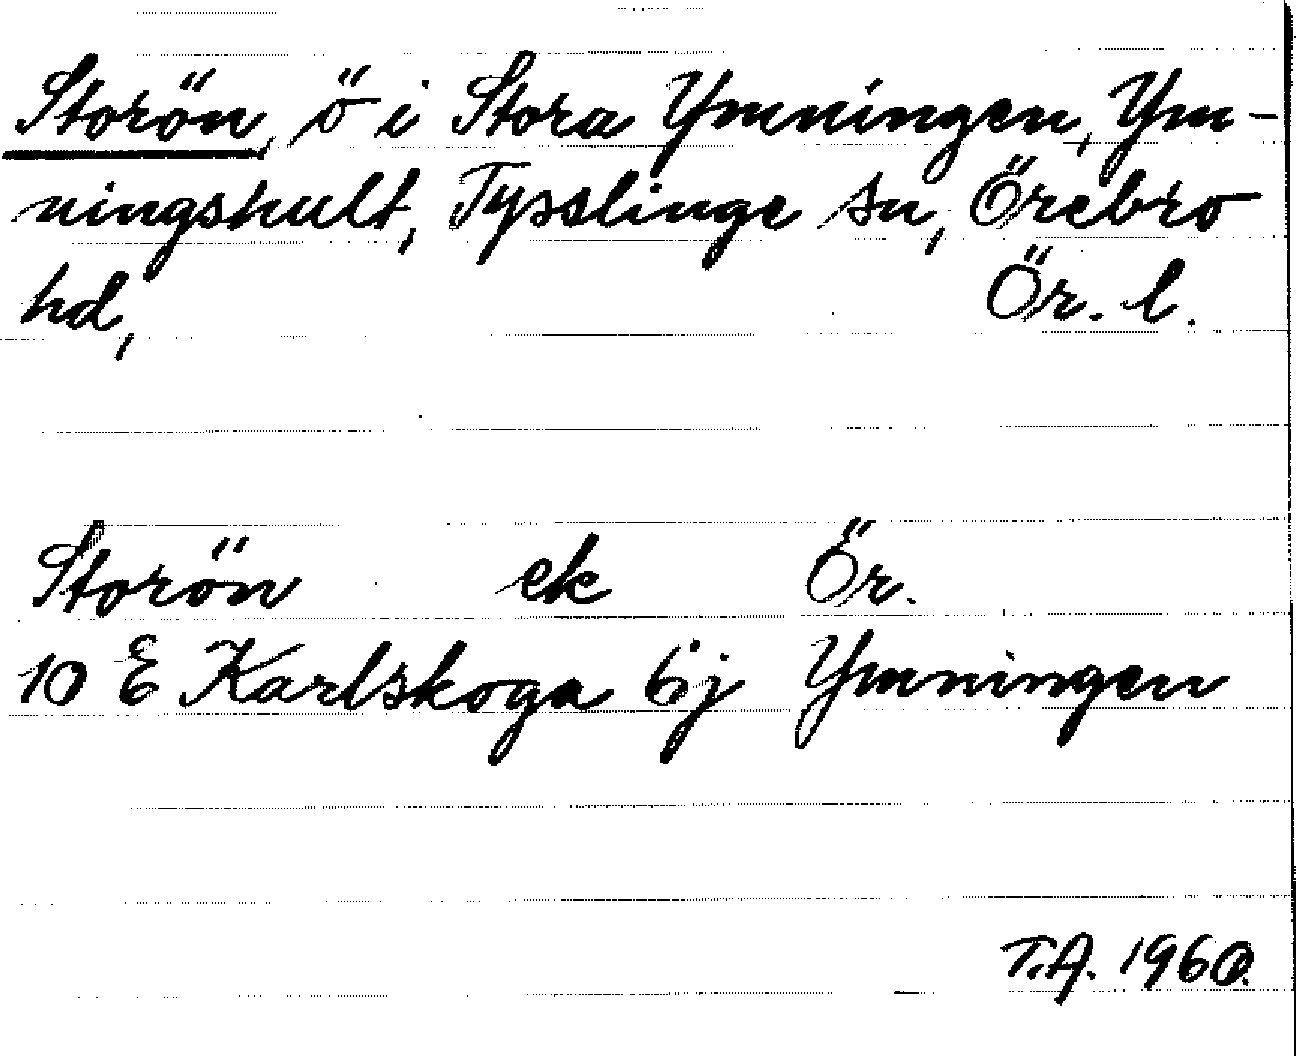 Storön, ö i Stora Ymningen, Ym-
ningshult, Tysslinge sn, Örebro
hd, Ör. l.
Storön ek Ör.
10 E Karlskoga 6j Ymningen
T.A. 1960.